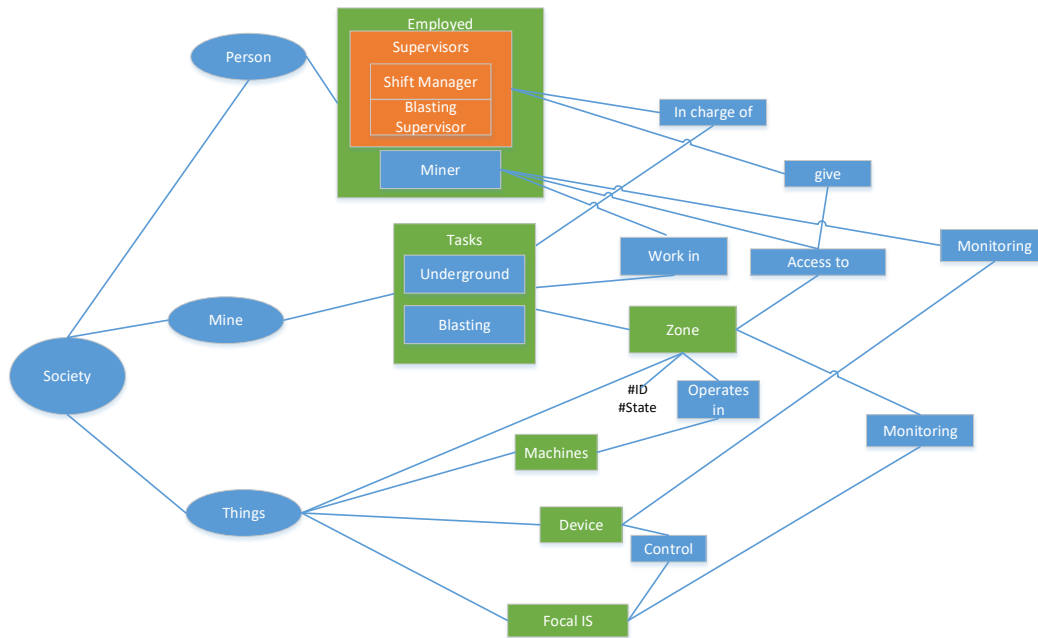 Employed
Supervisors
Person
Shift Manager
Blasting
Supervisor
In charge of
Miner
give
Tasks
Work in
Access to
Monitoring
Underground
Mine
Blasting
Zone
Society
#ID
#State
Operates
in
Monitoring
Machines
Things
Device
Control
Focal IS